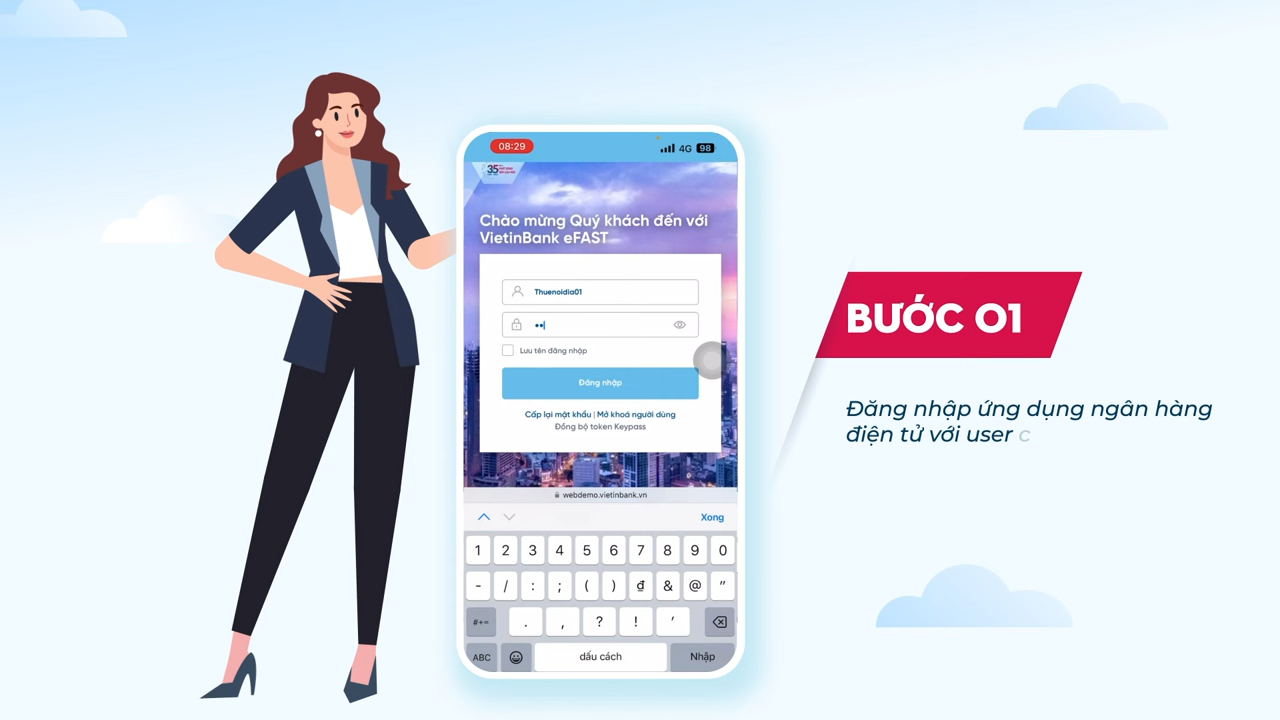 08:29
4G 98
35
Chào mừng Quý khách đến với
VietinBank eFAST
Thuenoidia01
Lưu tên đăng nhập
Đăng nhập
Cấp lại mật khẩu | Mở khoá người dùng
Đồng bộ token Keypass
webdemo.vietinbank.vn
Xong
1 2 3 4 5 6 7 8 9 0
- / : ; ( ) đ & @ "
#+= . , ? ! '
ABC dấu cách Nhập
BƯỚC 01
Đăng nhập ứng dụng ngân hàng
điện tử với user c